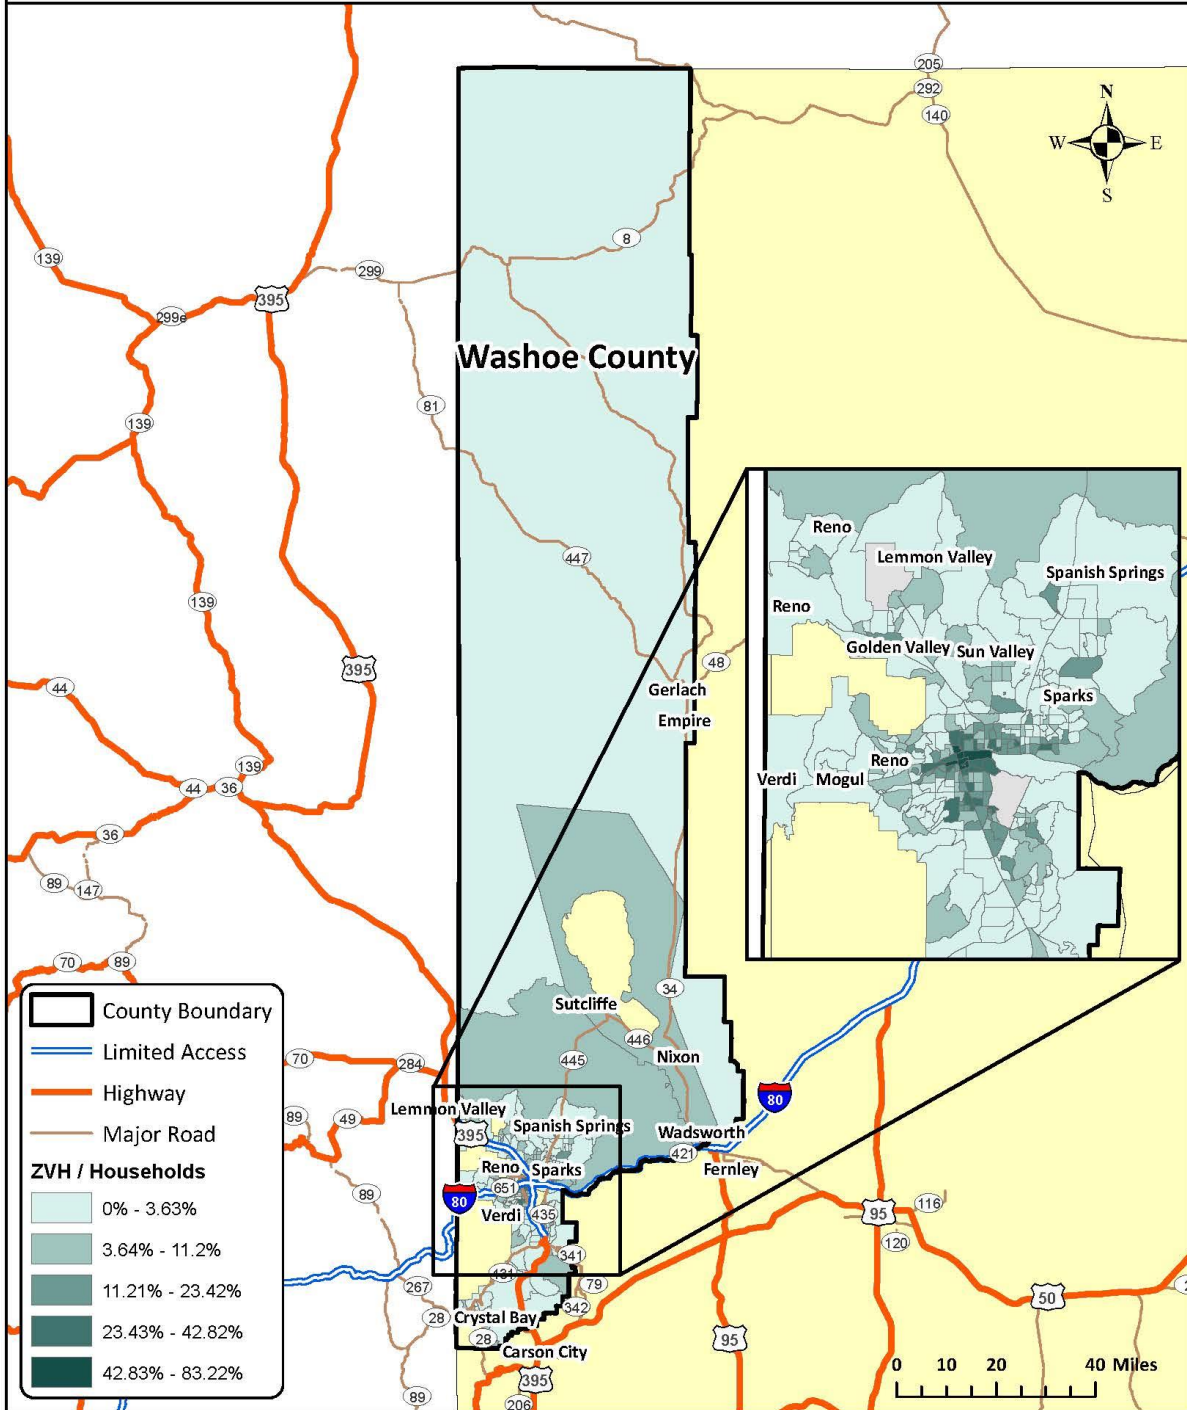 205
292
140
N
W E
S
139
8
299
395
299e
Washoe County
81
139
447
Reno
Lemmon Valley
Spanish Springs
139
Reno
Golden Valley
Sun Valley
48
395
44
Gerlach
Sparks
Empire
139
Reno
44
36
Verdi
Mogul
36
89
147
70
89
34
Sutcliffe
County Boundary
446
Limited Access
445
Nixon
70
284
Highway
80
Lemmon Valley
89
49
Spanish Springs
Major Road
395
Wadsworth
421
ZVH / Households
Reno
Sparks
Fernley
651
89
80
0% - 3.63%
Verdi
435
95
116
120
3.64% - 11.2%
341
431
79
11.21% - 23.42%
267
50
2
342
28
Crystal Bay
23.43% - 42.82%
28
95
Carson City
42.83% - 83.22%
0 10 20 40 Miles
395
89
206